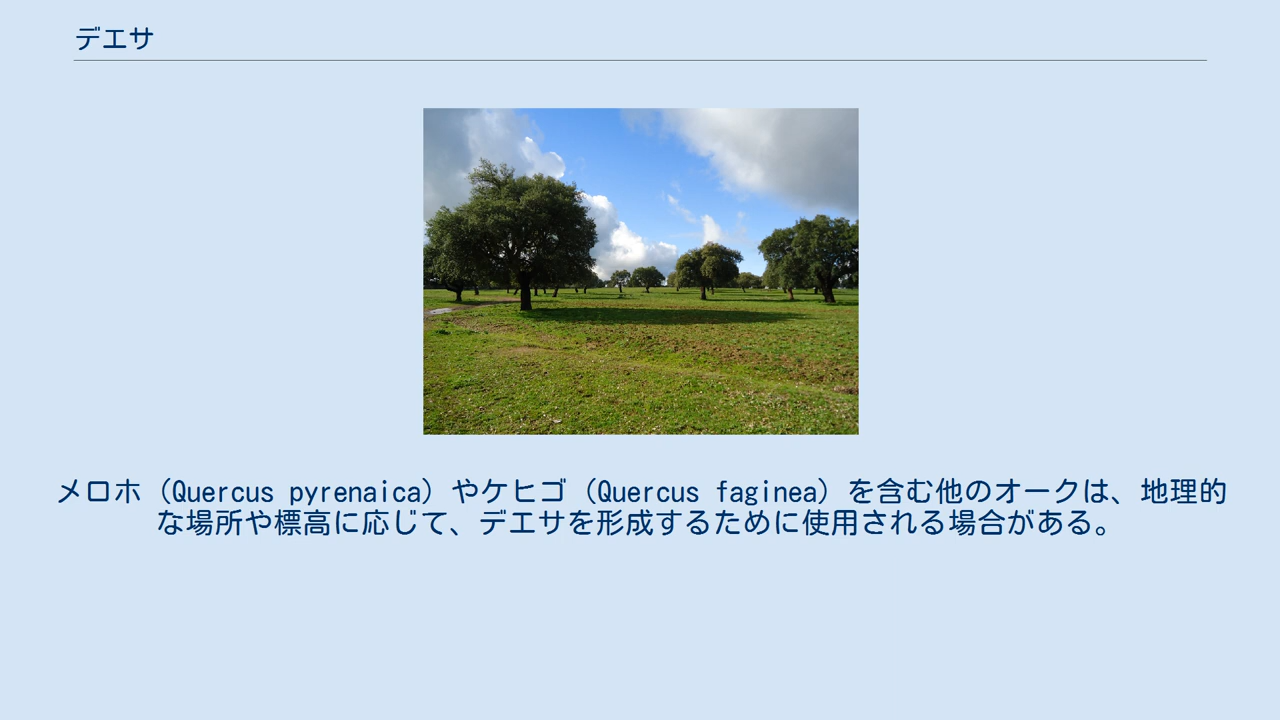 デエサ
メロホ（Quercus pyrenaica）やケヒゴ（Quercus faginea）を含む他のオークは、地理的
な場所や標高に応じて、デエサを形成するために使用される場合がある。